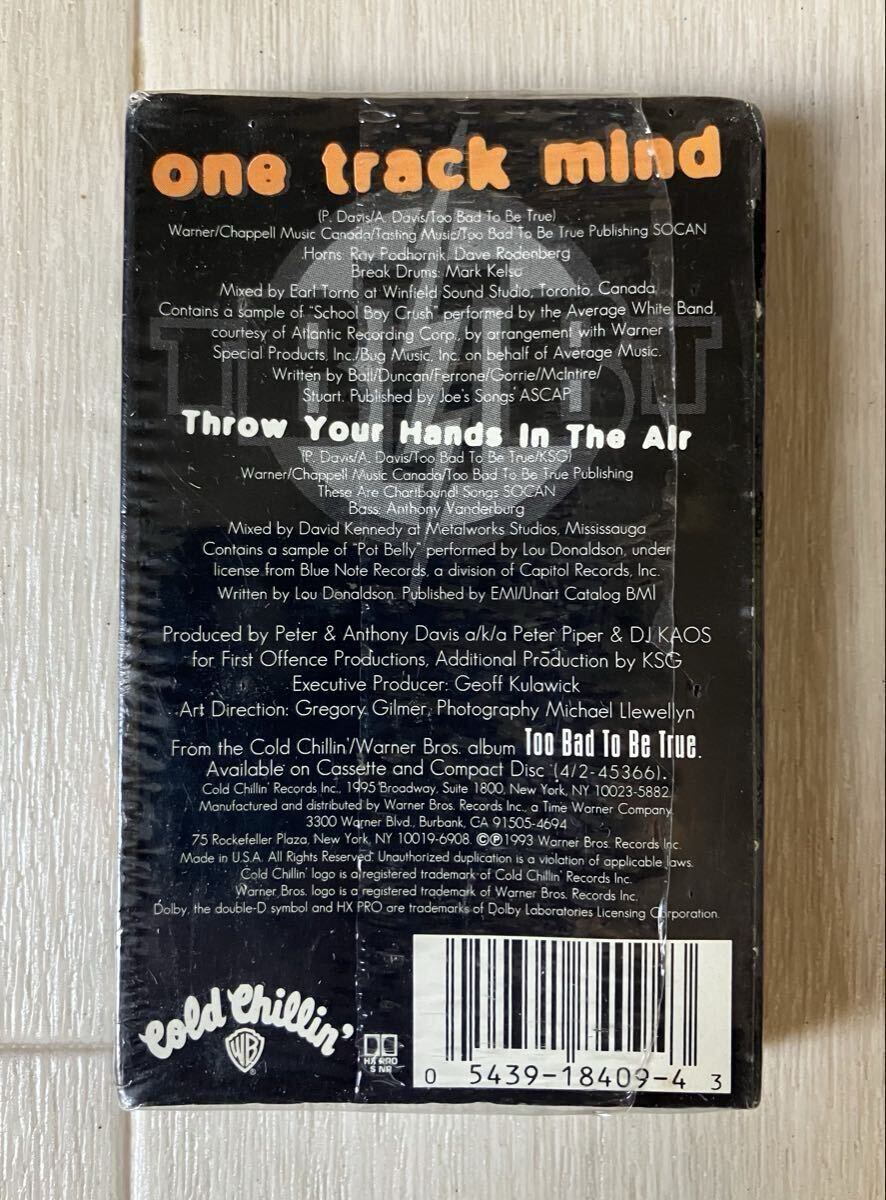 one track mind
(P. Davis/A. Davis/Too Bad To Be True)
Warner/Chappell Music Canada/Tasting Music/Too Bad To Be True Publishing SOCAN
Horns: Ray Podhornik, Dave Rodenberg
Break Drums: Mark Kelso
Mixed by Earl Torno at Winfield Sound Studio, Toronto, Canada
Contains a sample of "School Boy Crush" performed by the Average White Band,
courtesy of Atlantic Recording Corp., by arrangement with Warner
Special Products, Inc./Bug Music, Inc. on behalf of Average Music.
Written by Ball/Duncan/Ferrone/Gorrie/McIntire/
Stuart. Published by Joe's Songs ASCAP
Throw Your Hands In The Air
(P. Davis/A. Davis/Too Bad To Be True/KSG)
Warner/Chappell Music Canada/Too Bad To Be True Publishing
These Are Chartbound! Songs SOCAN
Bass: Anthony Vanderburg
Mixed by David Kennedy at Metalworks Studios, Mississauga
Contains a sample of "Pot Belly" performed by Lou Donaldson, under
license from Blue Note Records, a division of Capitol Records, Inc.
Written by Lou Donaldson. Published by EMI/Unart Catalog BMI
Produced by Peter & Anthony Davis a/k/a Peter Piper & DJ KAOS
for First Offence Productions, Additional Production by KSG
Executive Producer: Geoff Kulawick
Art Direction: Gregory Gilmer, Photography Michael Llewellyn
From the Cold Chillin'/Warner Bros. album Too Bad To Be True.
Available on Cassette and Compact Disc (4/2-45366).
Cold Chillin' Records Inc., 1995 Broadway, Suite 1800, New York, NY 10023-5882
Manufactured and distributed by Warner Bros. Records Inc., a Time Warner Company
3300 Warner Blvd., Burbank, CA 91505-4694
75 Rockefeller Plaza, New York, NY 10019-6908. ©℗1993 Warner Bros. Records Inc.
Made in U.S.A. All Rights Reserved. Unauthorized duplication is a violation of applicable laws.
Cold Chillin' logo is a registered trademark of Cold Chillin' Records Inc.
Warner Bros. logo is a registered trademark of Warner Bros. Records Inc.
Dolby, the double-D symbol and HX PRO are trademarks of Dolby Laboratories Licensing Corporation.
Cold Chillin'
WB®
HX PRO
S NR
0 5439-18409-4 3